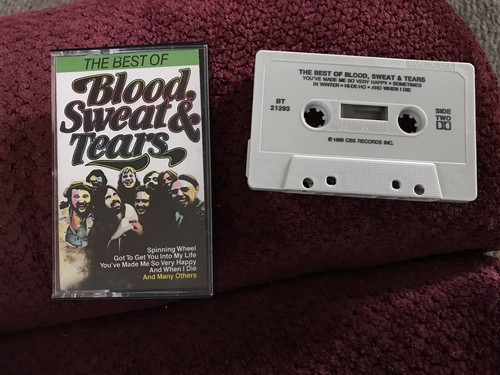 THE BEST OF
Blood,
Sweat &
Tears
Spinning Wheel
Got To Get You Into My Life
You've Made Me So Very Happy
And When I Die
And Many Others
THE BEST OF BLOOD, SWEAT & TEARS
YOU'VE MADE ME SO VERY HAPPY • SOMETIMES
IN WINTER • HI-DE-HO • AND WHEN I DIE
BT
21293
SIDE
TWO
CBS RECORDS INC.